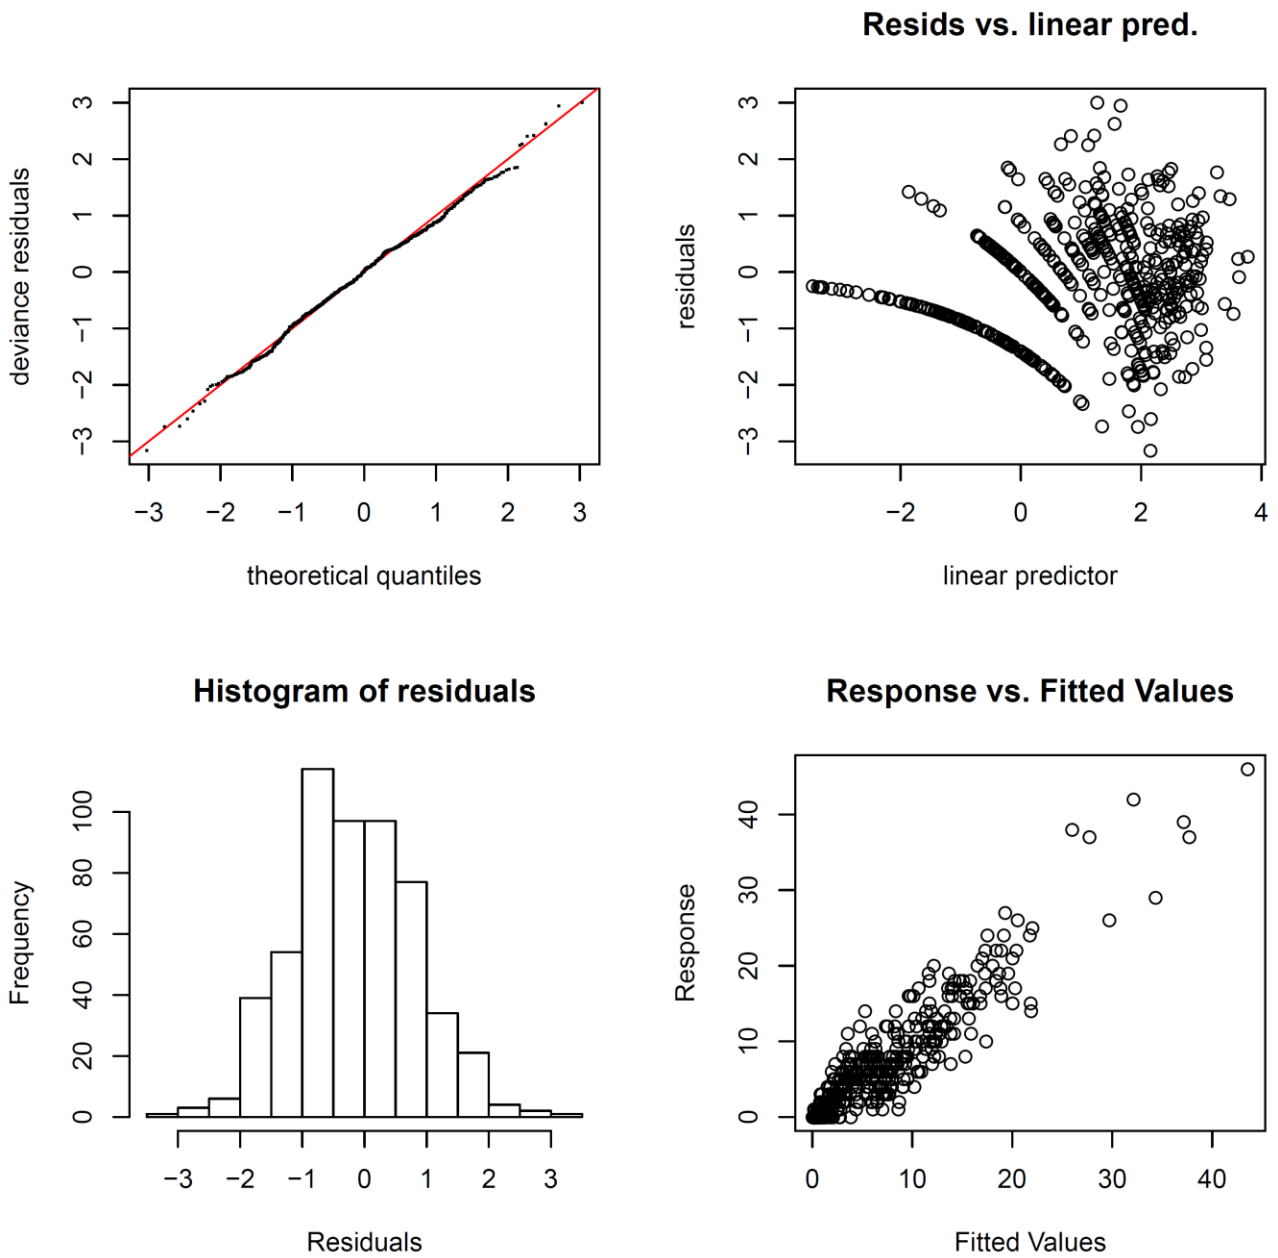 deviance residuals
3
2
1
0
−1
−2
−3
−3 −2 −1 0 1 2 3
theoretical quantiles
Resids vs. linear pred.
residuals
3
2
1
0
−1
−2
−3
−2 0 2 4
linear predictor
Histogram of residuals
Frequency
100
80
60
40
20
0
−3 −2 −1 0 1 2 3
Residuals
Response vs. Fitted Values
Response
40
30
20
10
0
0 10 20 30 40
Fitted Values